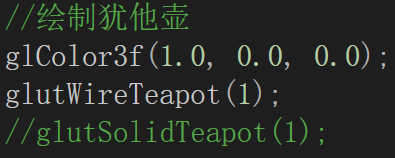 //绘制犹他壶
glColor3f(1.0, 0.0, 0.0);
glutWireTeapot(1);
//glutSolidTeapot(1);